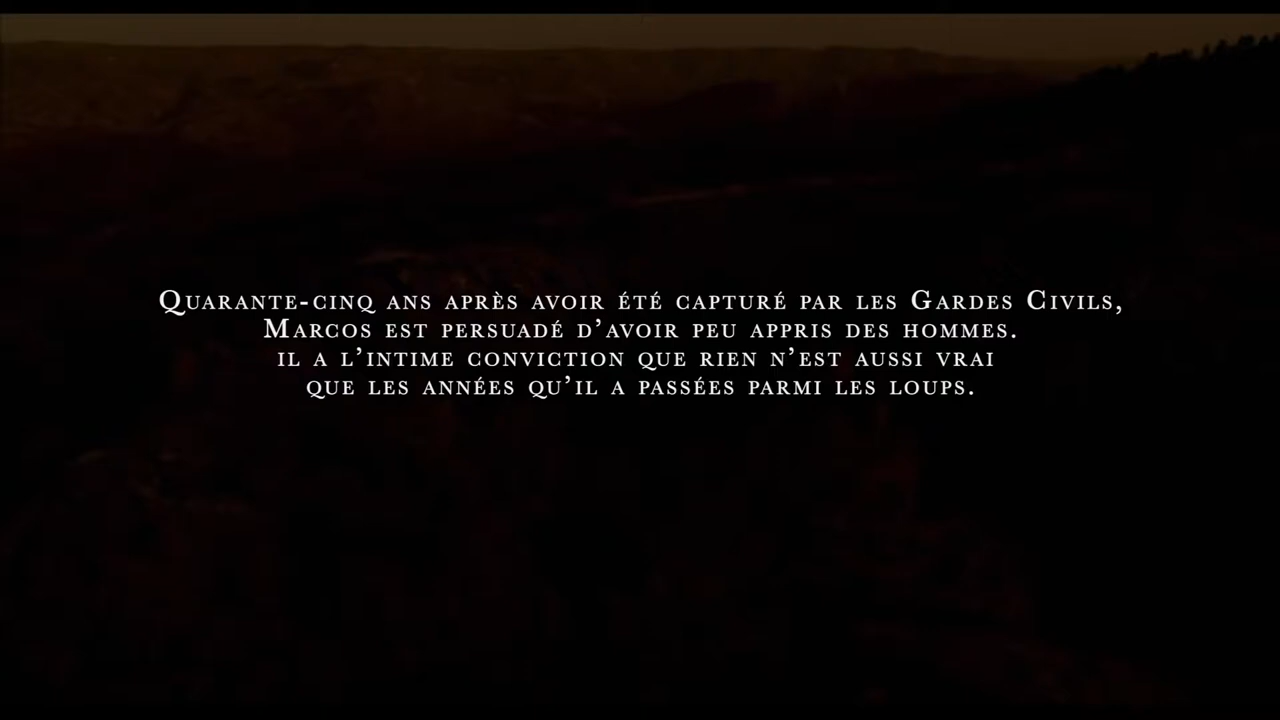 Quarante-cinq ans après avoir été capturé par les Gardes Civils,
Marcos est persuadé d’avoir peu appris des hommes.
il a l’intime conviction que rien n’est aussi vrai
que les années qu’il a passées parmi les loups.